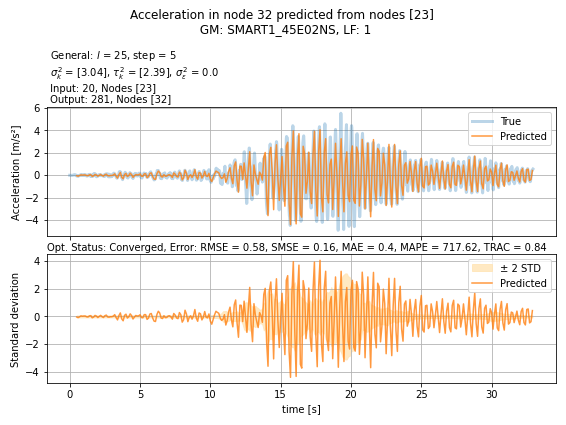 Acceleration in node 32 predicted from nodes [23]
GM: SMART1_45E02NS, LF: 1
General: l = 25, step = 5
σ²ₖ = [3.04], τ²ₖ = [2.39], σ²ε = 0.0
Input: 20, Nodes [23]
Output: 281, Nodes [32]
Acceleration [m/s²]
6
4
2
0
−2
−4
True
Predicted
Opt. Status: Converged, Error: RMSE = 0.58, SMSE = 0.16, MAE = 0.4, MAPE = 717.62, TRAC = 0.84
Standard deviation
4
2
0
−2
−4
± 2 STD
Predicted
0 5 10 15 20 25 30
time [s]